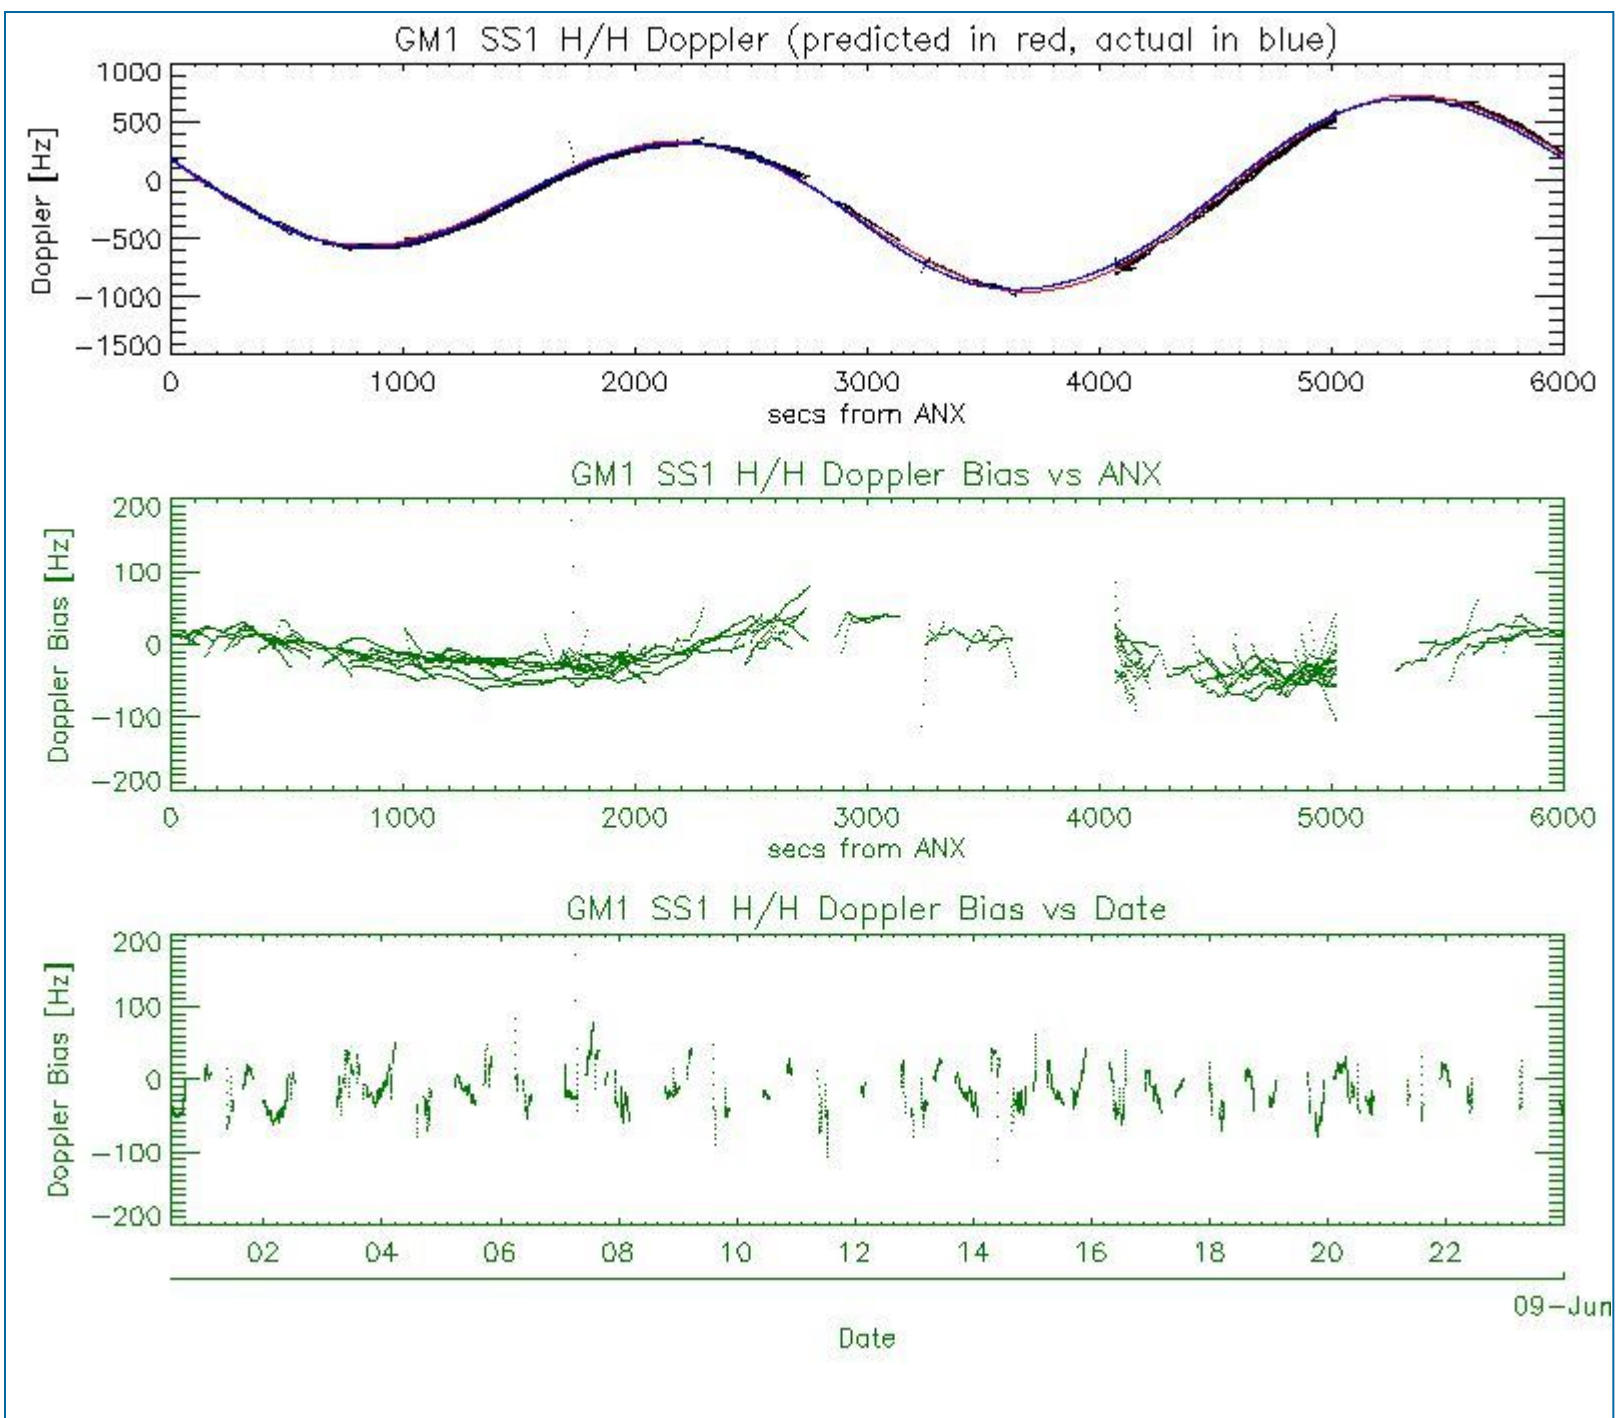 GM1 SS1 H/H Doppler (predicted in red, actual in blue)
1000
500
0
-500
-1000
-1500
Doppler [Hz]
0 1000 2000 3000 4000 5000 6000
secs from ANX
GM1 SS1 H/H Doppler Bias vs ANX
200
100
0
-100
-200
Doppler Bias [Hz]
0 1000 2000 3000 4000 5000 6000
secs from ANX
GM1 SS1 H/H Doppler Bias vs Date
200
100
0
-100
-200
Doppler Bias [Hz]
02 04 06 08 10 12 14 16 18 20 22
09-Jun
Date